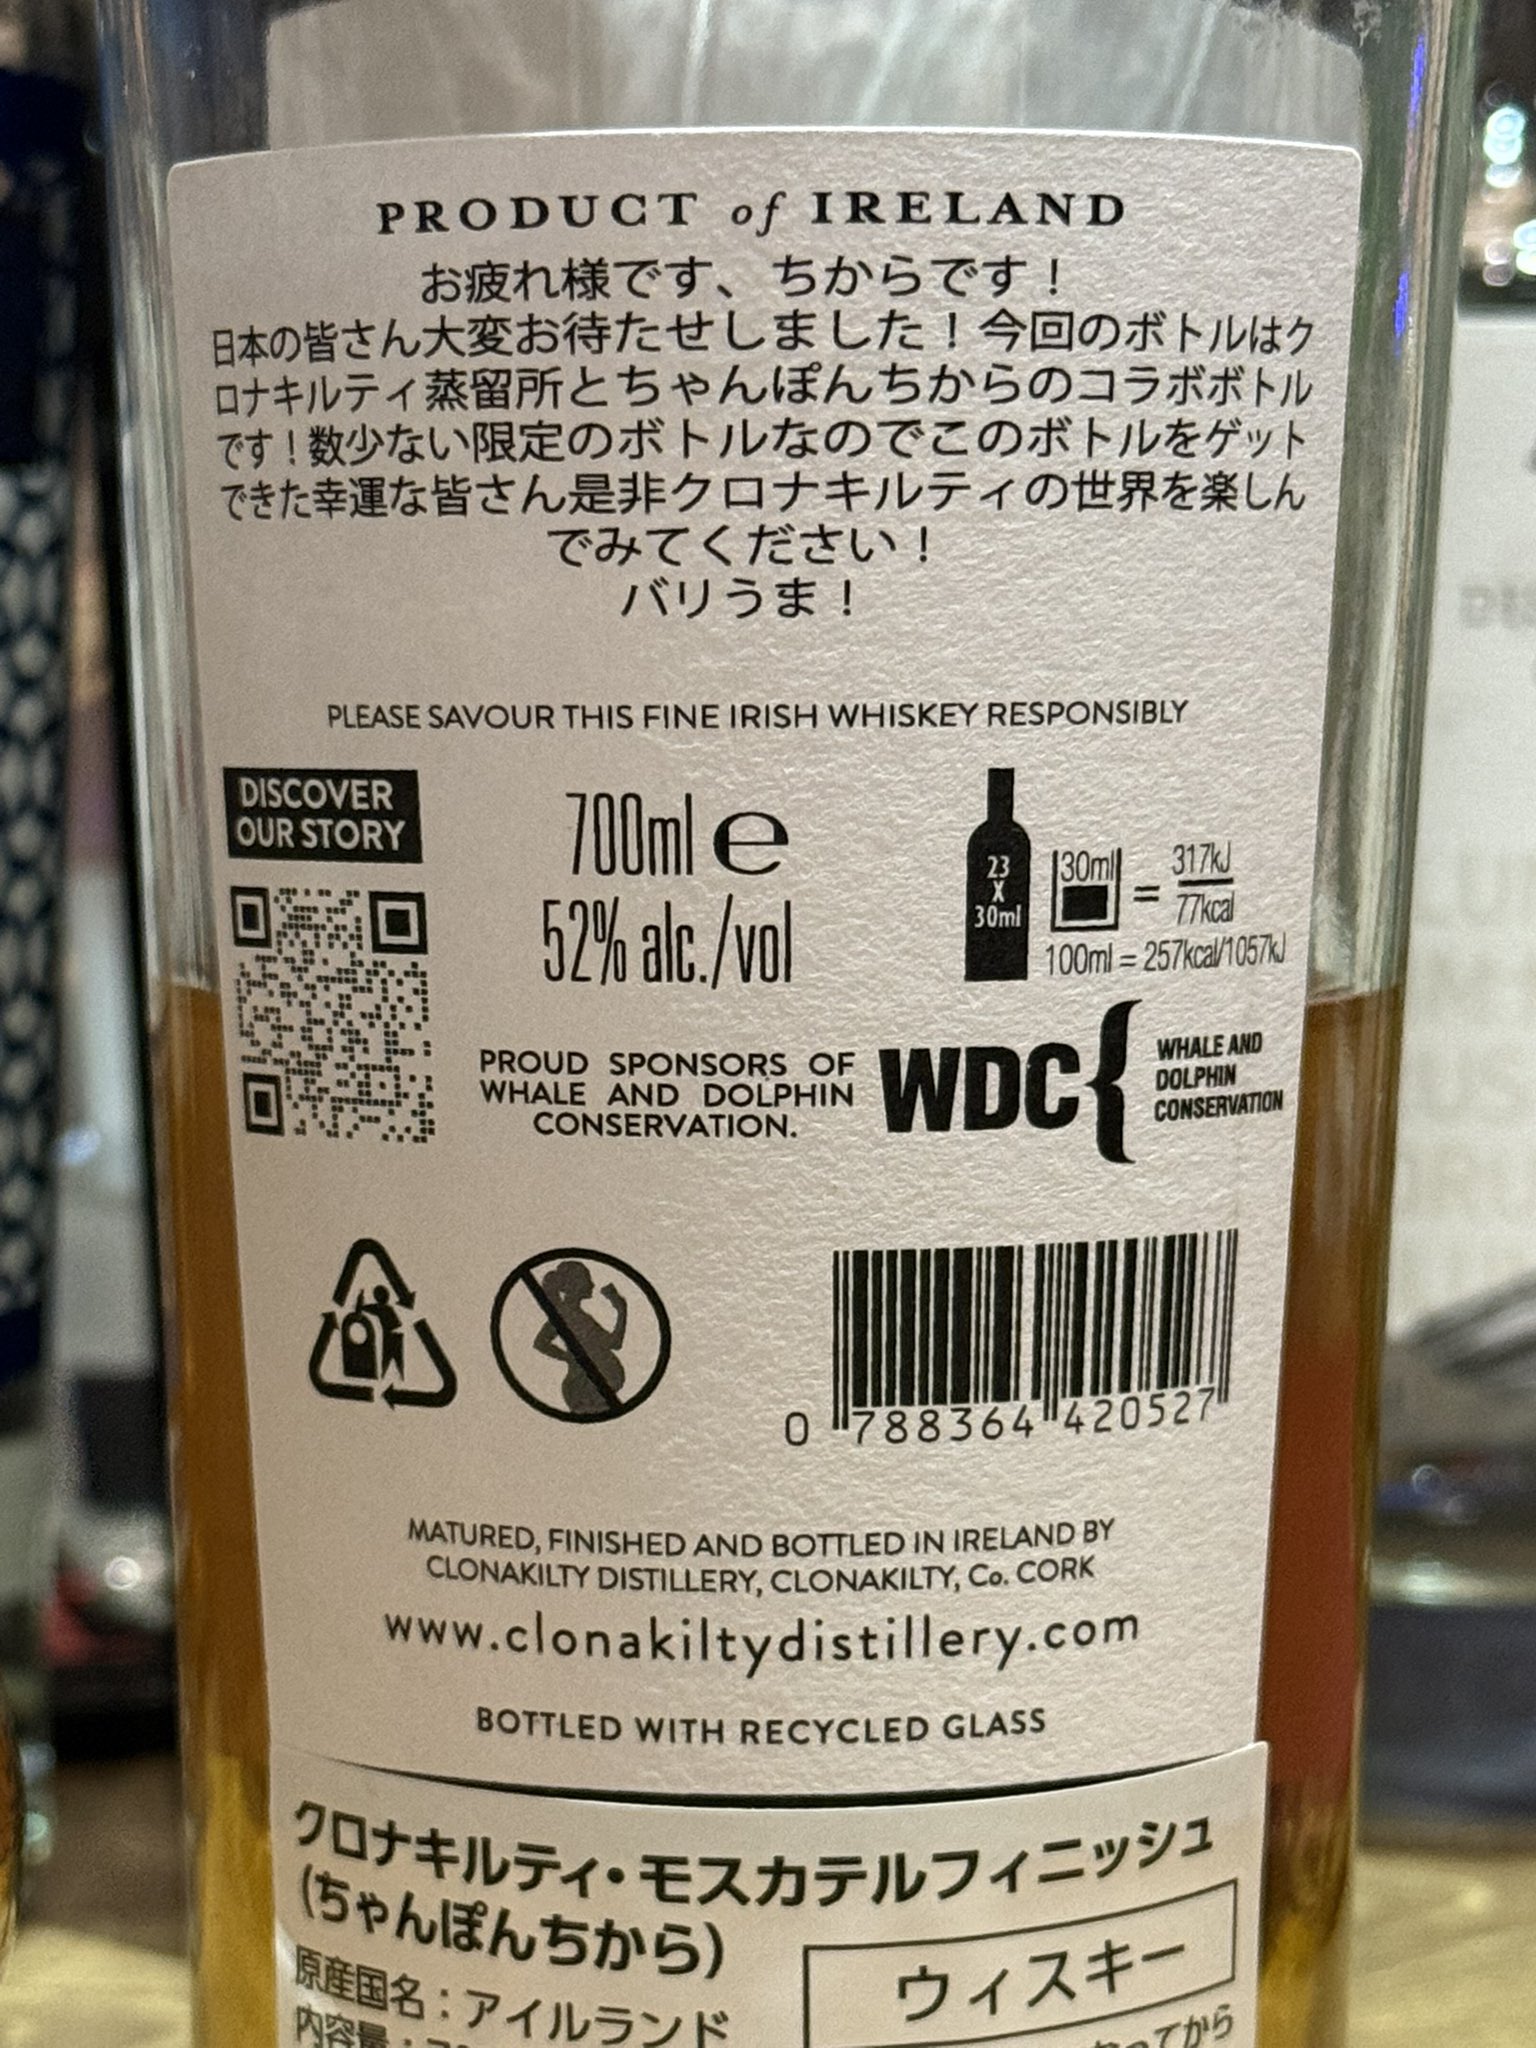 PRODUCT of IRELAND
お疲れ様です、ちからです！
日本の皆さん大変お待たせしました！今回のボトルはク
ロナキルティ蒸留所とちゃんぽんちからのコラボボトル
です！数少ない限定のボトルなのでこのボトルをゲット
できた幸運な皆さん是非クロナキルティの世界を楽しん
でみてください！
バリうま！
PLEASE SAVOUR THIS FINE IRISH WHISKEY RESPONSIBLY
DISCOVER
OUR STORY
700ml e
52% alc./vol
23
X
30ml
30ml = 317kJ
77kcal
100ml = 257kcal/1057kJ
PROUD SPONSORS OF
WHALE AND DOLPHIN
CONSERVATION.
WDC
WHALE AND
DOLPHIN
CONSERVATION
0 788364 420527
MATURED, FINISHED AND BOTTLED IN IRELAND BY
CLONAKILTY DISTILLERY, CLONAKILTY, Co. CORK
www.clonakiltydistillery.com
BOTTLED WITH RECYCLED GLASS
クロナキルティ・モスカテルフィニッシュ
(ちゃんぽんちから)
ウィスキー
原産国名：アイルランド
内容量：
てから